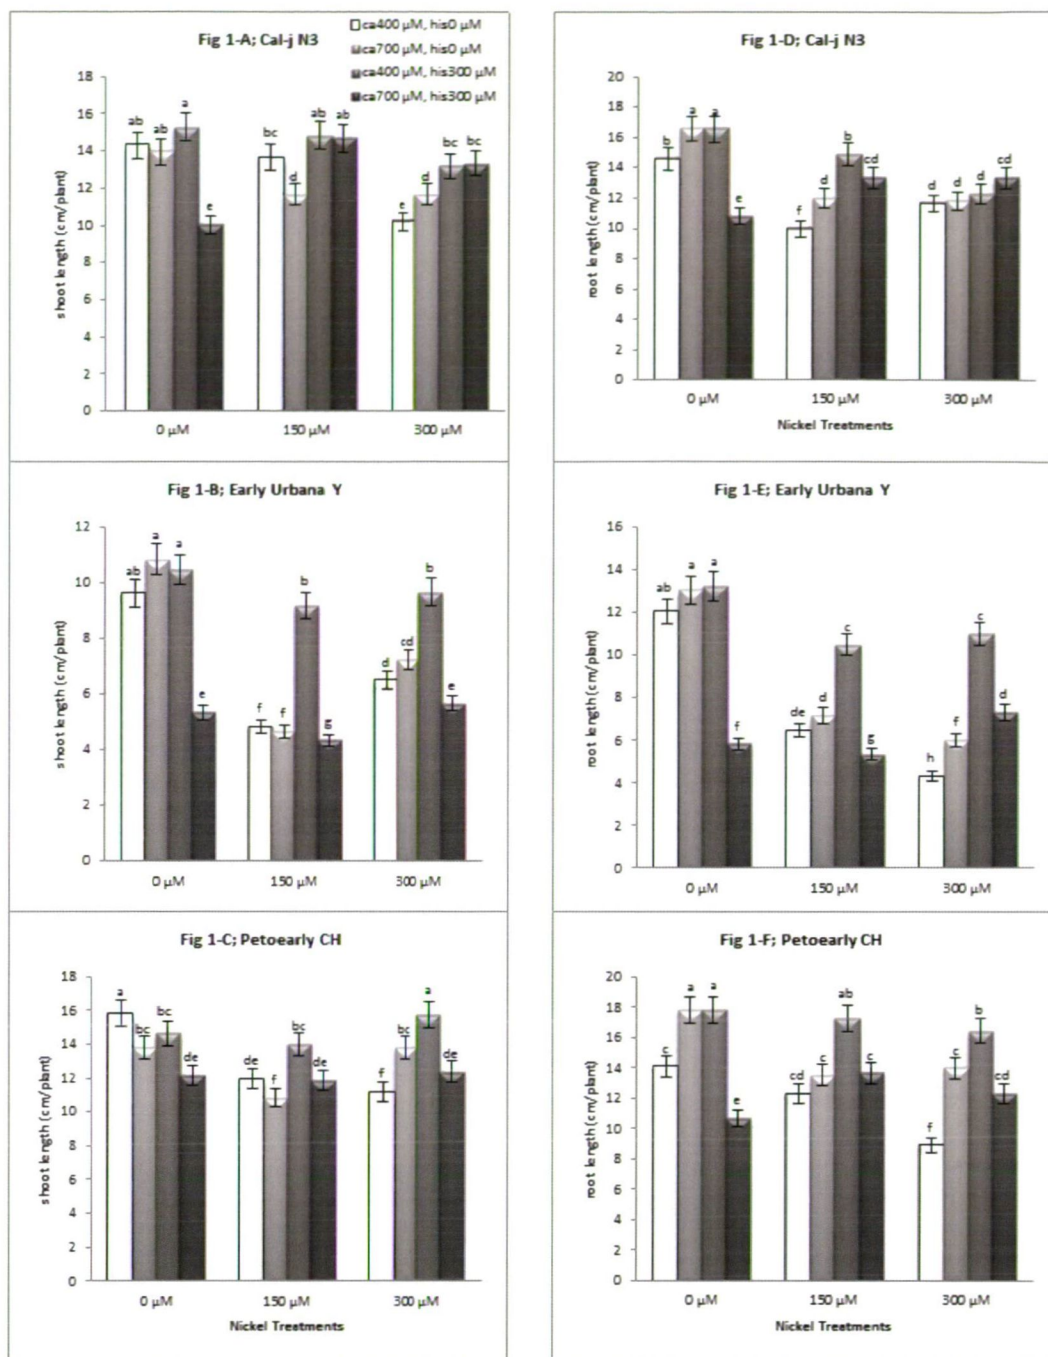 Fig 1-A; Cal-j N3
ca400 µM, his0 µM
ca700 µM, his0 µM
ca400 µM, his300 µM
ca700 µM, his300 µM
shoot length (cm/plant)
18
16
14
12
10
8
6
4
2
0
ab ab a e
bc d ab ab
e d bc bc
0 µM 150 µM 300 µM
Fig 1-D; Cal-j N3
root length (cm/plant)
20
18
16
14
12
10
8
6
4
2
0
b a a e
f d b cd
d d d cd
0 µM 150 µM 300 µM
Nickel Treatments
Fig 1-B; Early Urbana Y
shoot length (cm/plant)
12
10
8
6
4
2
0
ab a a e
f f b g
d cd b e
0 µM 150 µM 300 µM
Fig 1-E; Early Urbana Y
root length (cm/plant)
16
14
12
10
8
6
4
2
0
ab a a f
de d c g
h f c d
0 µM 150 µM 300 µM
Fig 1-C; Petoearly CH
shoot length (cm/plant)
18
16
14
12
10
8
6
4
2
0
a bc bc de
de f bc de
f bc a de
0 µM 150 µM 300 µM
Nickel Treatments
Fig 1-F; Petoearly CH
root length (cm/plant)
20
18
16
14
12
10
8
6
4
2
0
c a a e
cd c ab c
f c b cd
0 µM 150 µM 300 µM
Nickel Treatments